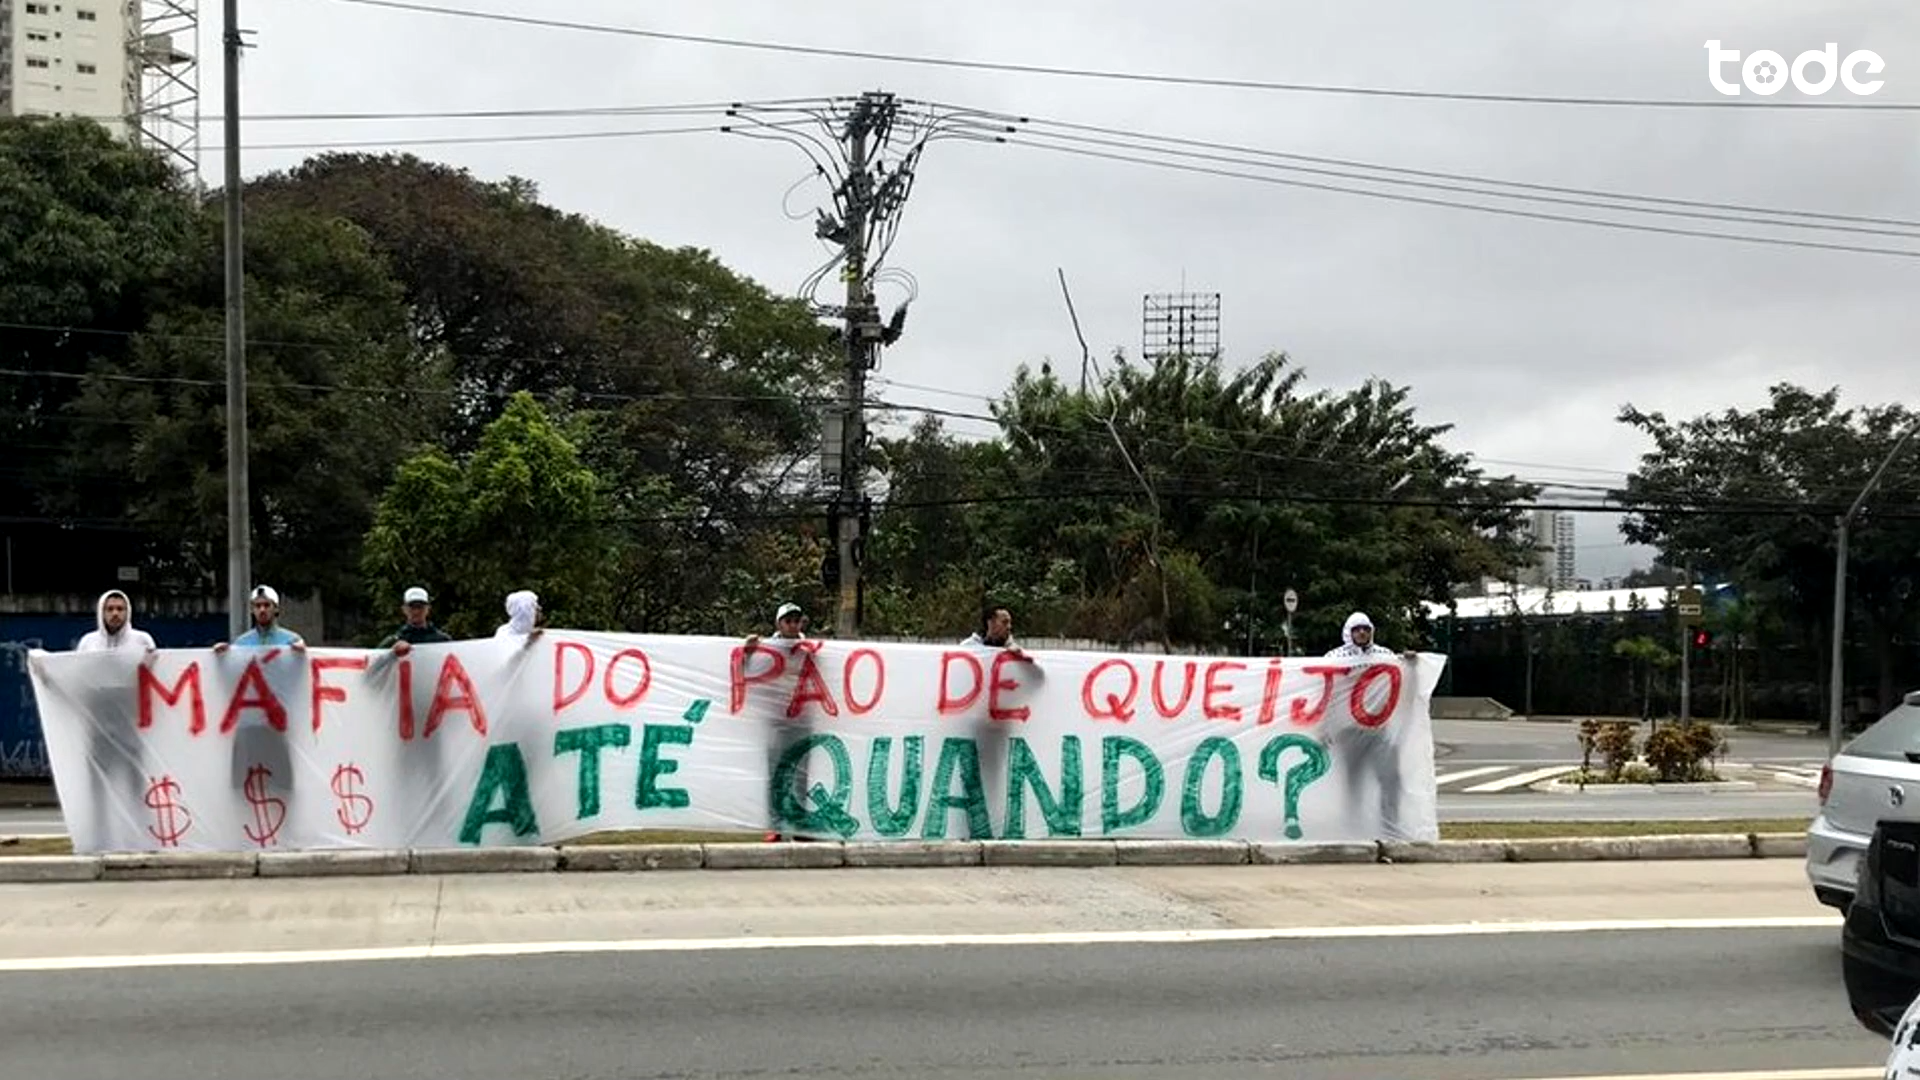 tode
MÁFIA DO PÃO DE QUEIJO
$ $ $ ATÉ QUANDO?